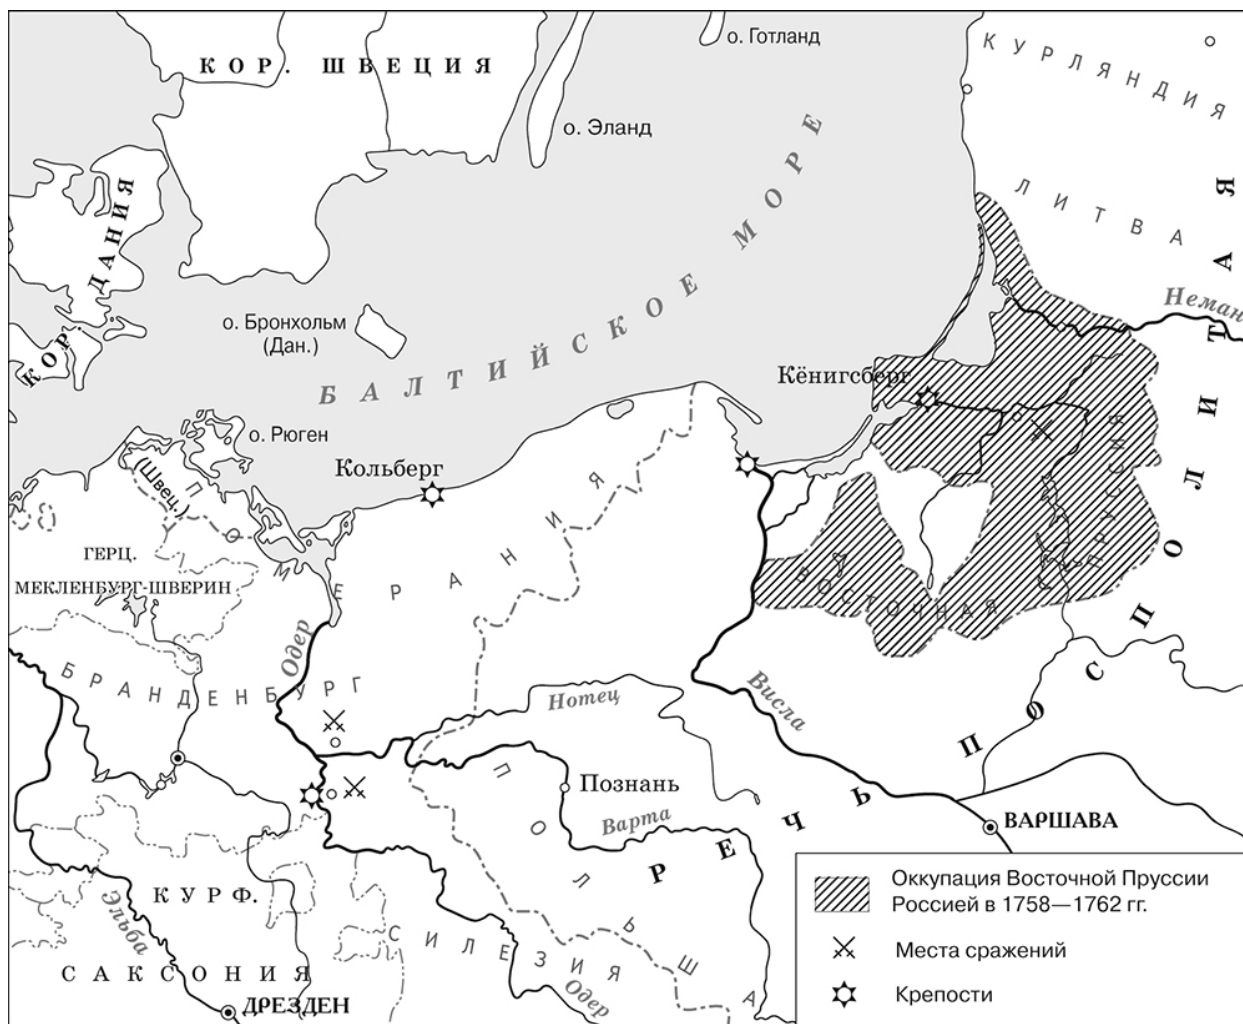 КОР. ШВЕЦИЯ
о. Готланд
КУРЛЯНДИЯ
о. Эланд
ЛИТВА
КОР. ДАНИЯ
БАЛТИЙСКОЕ МОРЕ
Неман
о. Бронхольм
(Дан.)
Кёнигсберг
о. Рюген
Кольберг
(Швец.)
ПОМЕРАНИЯ
ГЕРЦ.
МЕКЛЕНБУРГ-ШВЕРИН
ВОСТОЧНАЯ ПРУССИЯ
Одер
БРАНДЕНБУРГ
Нотец
Висла
РЕЧЬ ПОСПОЛИТАЯ
Познань
ПОЛЬША
Варта
ВАРШАВА
КУРФ.
САКСОНИЯ
Эльба
СИЛЕЗИЯ
Одер
ДРЕЗДЕН
Оккупация Восточной Пруссии
Россией в 1758—1762 гг.
Места сражений
Крепости